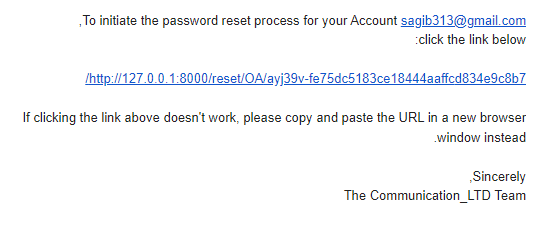 ,To initiate the password reset process for your Account sagib313@gmail.com
:click the link below
/http://127.0.0.1:8000/reset/OA/ayj39v-fe75dc5183ce18444aaffcd834e9c8b7
If clicking the link above doesn't work, please copy and paste the URL in a new browser
.window instead
,Sincerely
The Communication_LTD Team